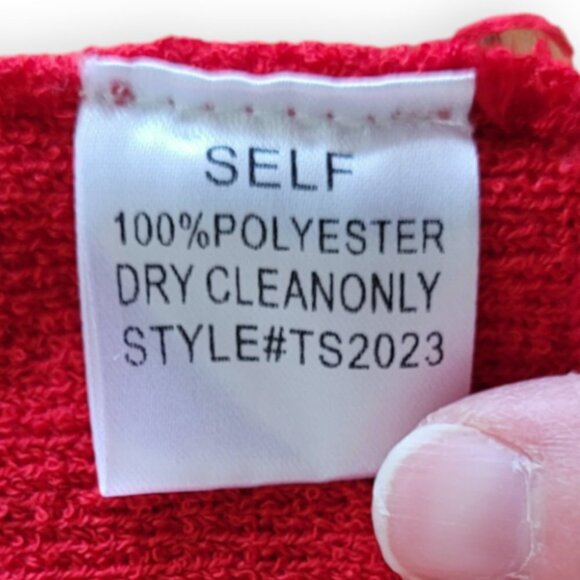 SELF
100%POLYESTER
DRY CLEANONLY
STYLE#TS2023